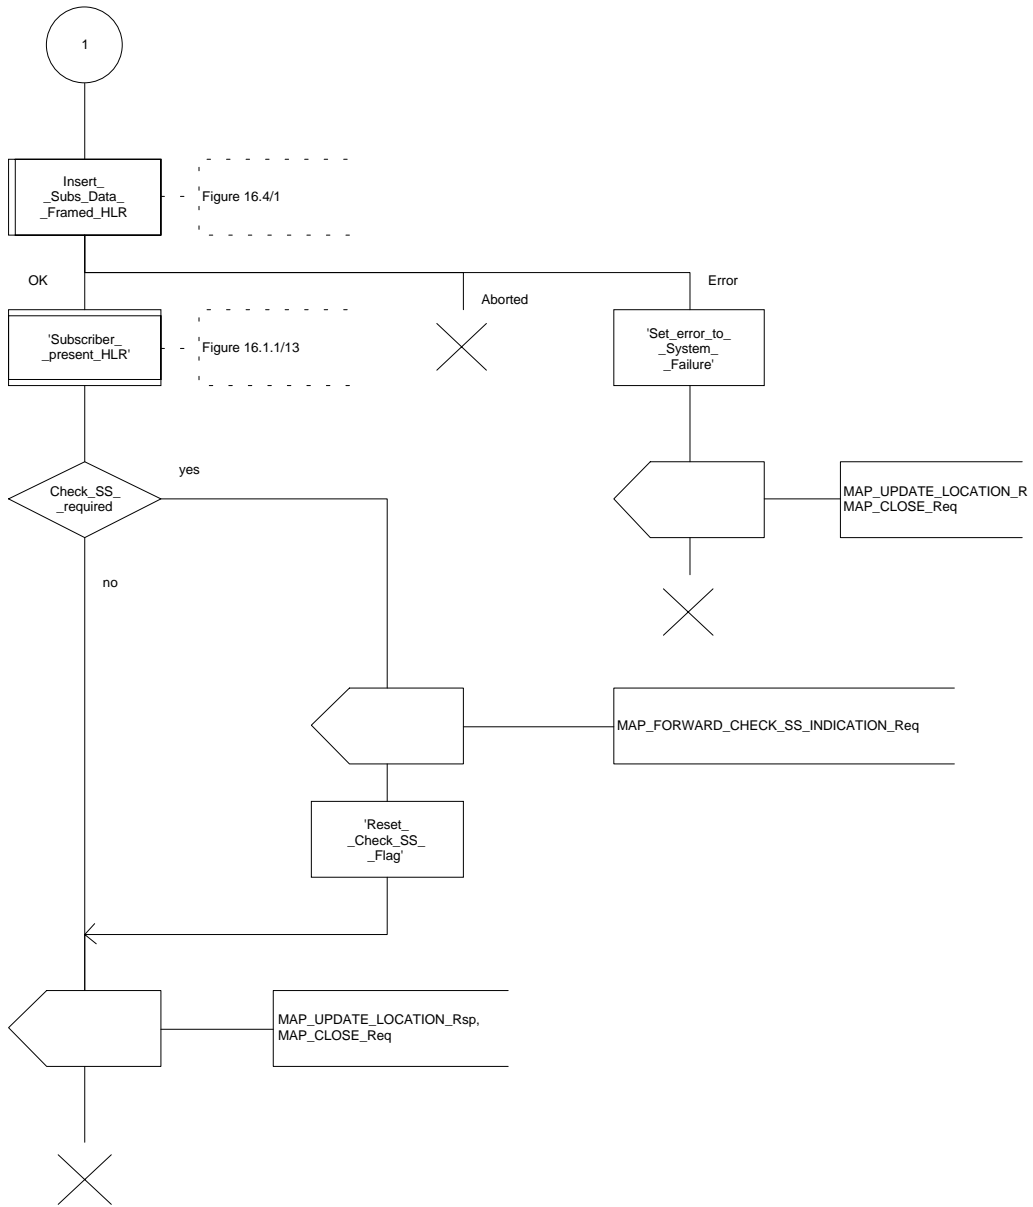 1
Insert_
_Subs_Data_
_Framed_HLR
Figure 16.4/1
OK
Aborted
Error
'Subscriber_
_present_HLR'
Figure 16.1.1/13
'Set_error_to_
_System_
_Failure'
Check_SS_
_required
yes
MAP_UPDATE_LOCATION_R
MAP_CLOSE_Req
no
MAP_FORWARD_CHECK_SS_INDICATION_Req
'Reset_
_Check_SS_
_Flag'
MAP_UPDATE_LOCATION_Rsp,
MAP_CLOSE_Req